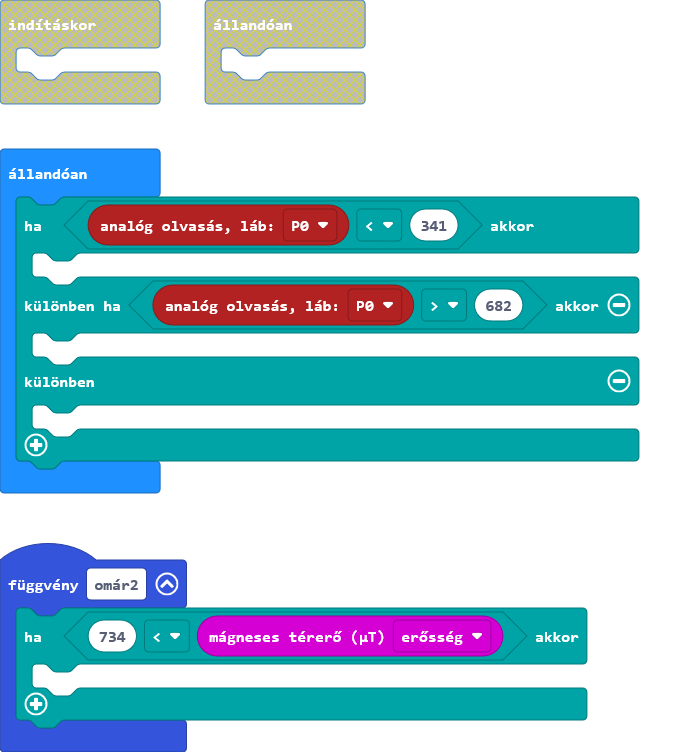 indításkor állandóan
állandóan
ha analóg olvasás, láb: P0 < 341 akkor
különben ha analóg olvasás, láb: P0 > 682 akkor
különben
függvény omár2
ha 734 < mágneses térerő (µT) erősség akkor